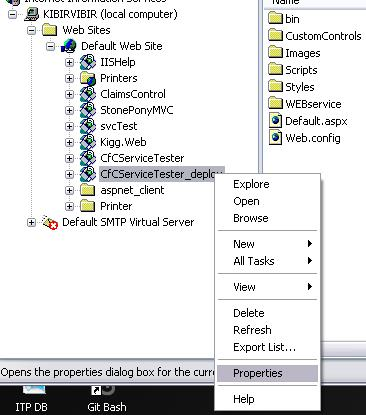 Internet Information Services
KIBIRVIBIR (local computer)
Web Sites
Default Web Site
IISHelp
Printers
ClaimsControl
StonePonyMVC
svcTest
Kigg.Web
CfCServiceTester
CfCServiceTester_deploy
aspnet_client
Printer
Default SMTP Virtual Server
Name
bin
CustomControls
Images
Scripts
Styles
WEBservice
Default.aspx
Web.config
Explore
Open
Browse
New
All Tasks
View
Delete
Refresh
Export List...
Properties
Help
Opens the properties dialog box for the curre
ITP DB
Git Bash